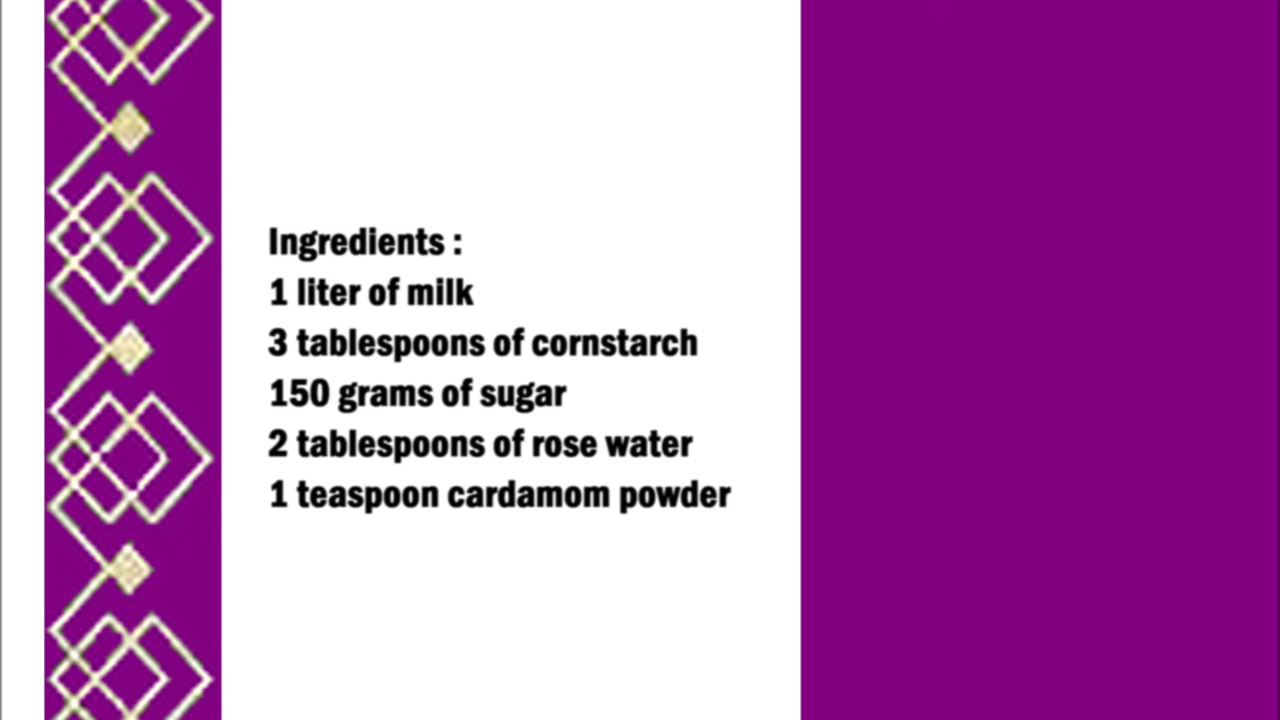 Ingredients :
1 liter of milk
3 tablespoons of cornstarch
150 grams of sugar
2 tablespoons of rose water
1 teaspoon cardamom powder